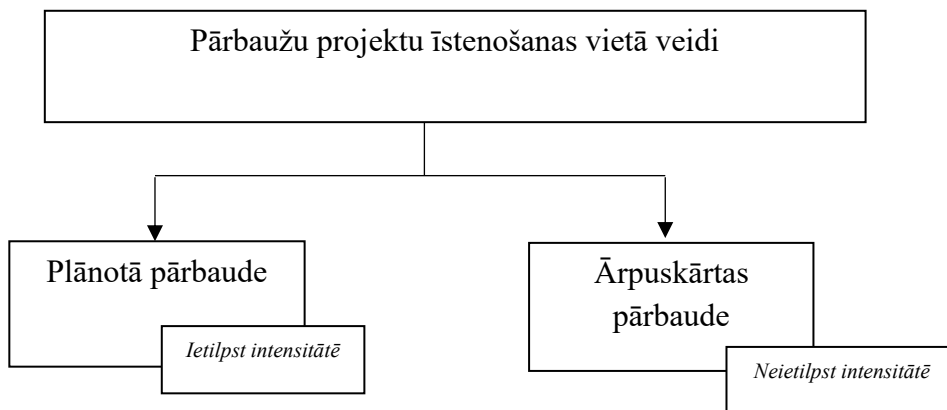 Pārbaužu projektu īstenošanas vietā veidi
Plānotā pārbaude
Ietilpst intensitātē
Ārpuskārtas
pārbaude
Neietilpst intensitātē